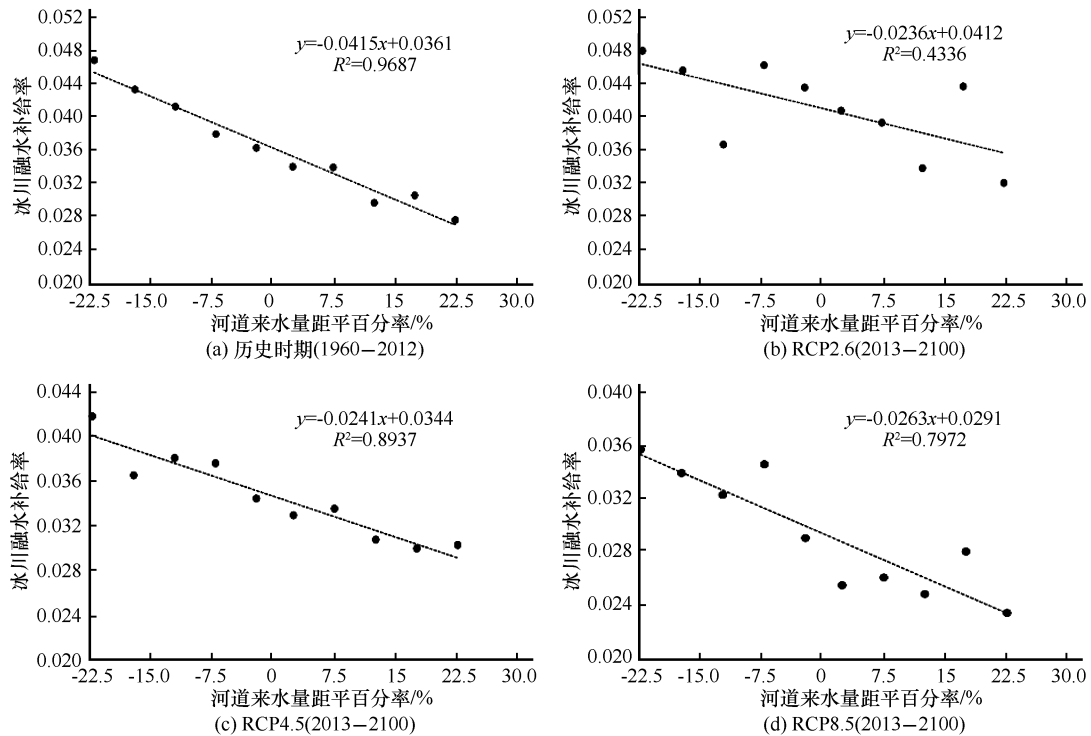 0.052
0.048
0.044
0.040
0.036
0.032
0.028
0.024
0.020
冰川融水补给率
y=-0.0415x+0.0361
R²=0.9687
-22.5 -15.0 -7.5 0 7.5 15 22.5 30.0
河道来水量距平百分率/%
(a) 历史时期(1960—2012)
0.052
0.048
0.044
0.040
0.036
0.032
0.028
0.024
0.020
冰川融水补给率
y=-0.0236x+0.0412
R²=0.4336
-22.5 -15.0 -7.5 0 7.5 15 22.5 30.0
河道来水量距平百分率/%
(b) RCP2.6(2013—2100)
0.044
0.040
0.036
0.032
0.028
0.024
0.020
冰川融水补给率
y=-0.0241x+0.0344
R²=0.8937
-22.5 -15.0 -7.5 0 7.5 15 22.5 30.0
河道来水量距平百分率/%
(c) RCP4.5(2013—2100)
0.040
0.036
0.032
0.028
0.024
0.020
冰川融水补给率
y=-0.0263x+0.0291
R²=0.7972
-22.5 -15.0 -7.5 0 7.5 15 22.5 30.0
河道来水量距平百分率/%
(d) RCP8.5(2013—2100)